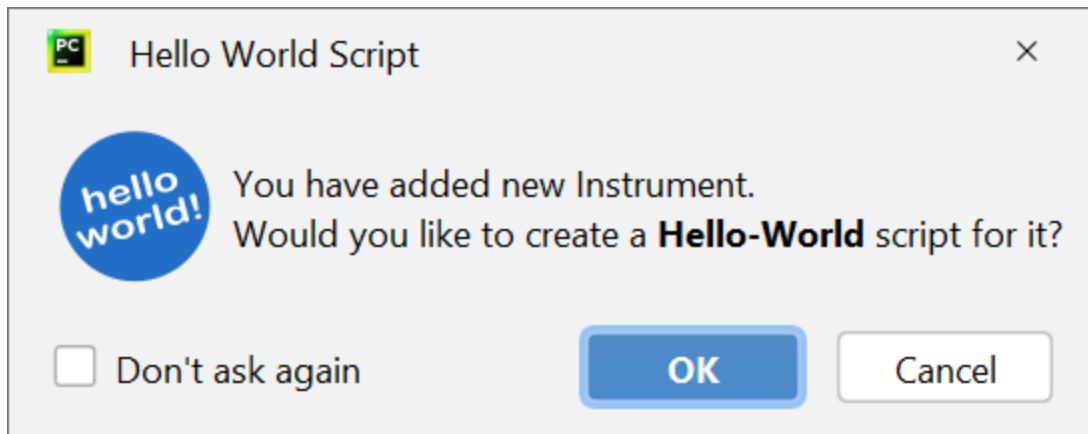 PC
Hello World Script
hello
world!
You have added new Instrument.
Would you like to create a Hello-World script for it?
Don't ask again
OK
Cancel